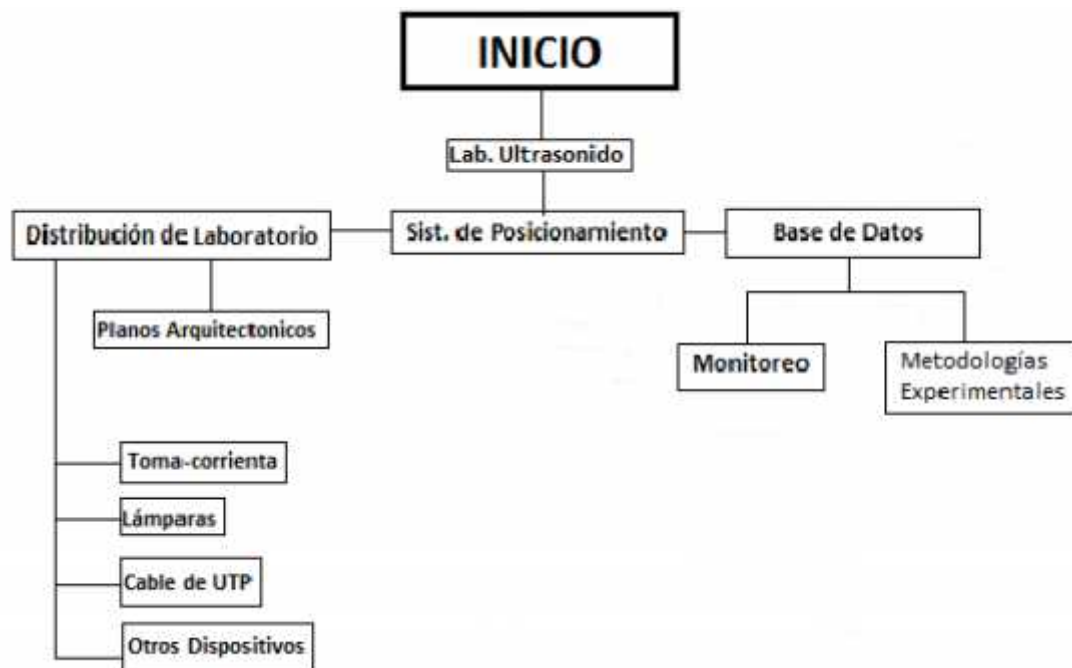 INICIO
Lab. Ultrasonido
Distribución de Laboratorio
Sist. de Posicionamiento
Base de Datos
Planos Arquitectonicos
Monitoreo
Metodologías
Experimentales
Toma-corrienta
Lámparas
Cable de UTP
Otros Dispositivos